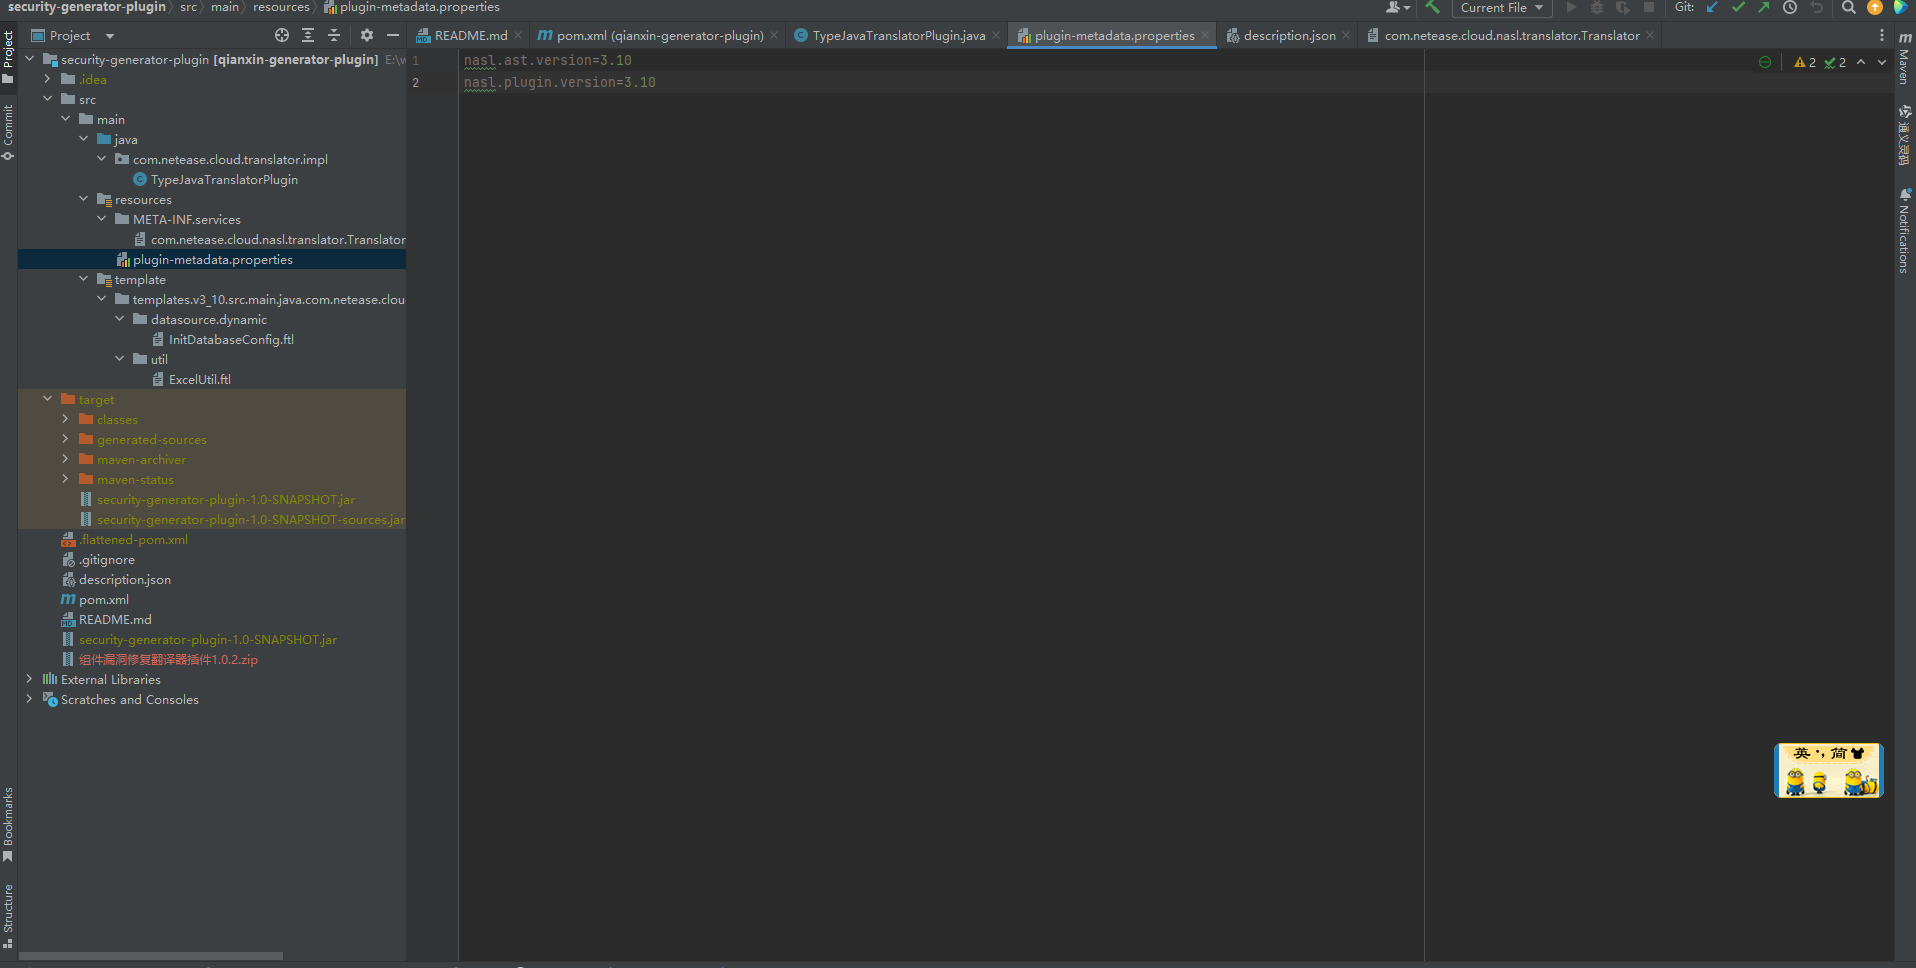 security-generator-plugin src main resources plugin-metadata.properties
Current File
Git:
Project
README.md
pom.xml (qianxin-generator-plugin)
TypeJavaTranslatorPlugin.java
plugin-metadata.properties
description.json
com.netease.cloud.nasl.translator.Translator
security-generator-plugin [qianxin-generator-plugin] E:\w
.idea
src
main
java
com.netease.cloud.translator.impl
TypeJavaTranslatorPlugin
resources
META-INF.services
com.netease.cloud.nasl.translator.Translator
plugin-metadata.properties
template
templates.v3_10.src.main.java.com.netease.clou
datasource.dynamic
InitDatabaseConfig.ftl
util
ExcelUtil.ftl
target
classes
generated-sources
maven-archiver
maven-status
security-generator-plugin-1.0-SNAPSHOT.jar
security-generator-plugin-1.0-SNAPSHOT-sources.jar
.flattened-pom.xml
.gitignore
description.json
pom.xml
README.md
security-generator-plugin-1.0-SNAPSHOT.jar
组件漏洞修复翻译器插件1.0.2.zip
External Libraries
Scratches and Consoles
1 nasl.ast.version=3.10
2 nasl.plugin.version=3.10
2 2
Project
Commit
Bookmarks
Structure
Maven
通义灵码
Notifications
英 简